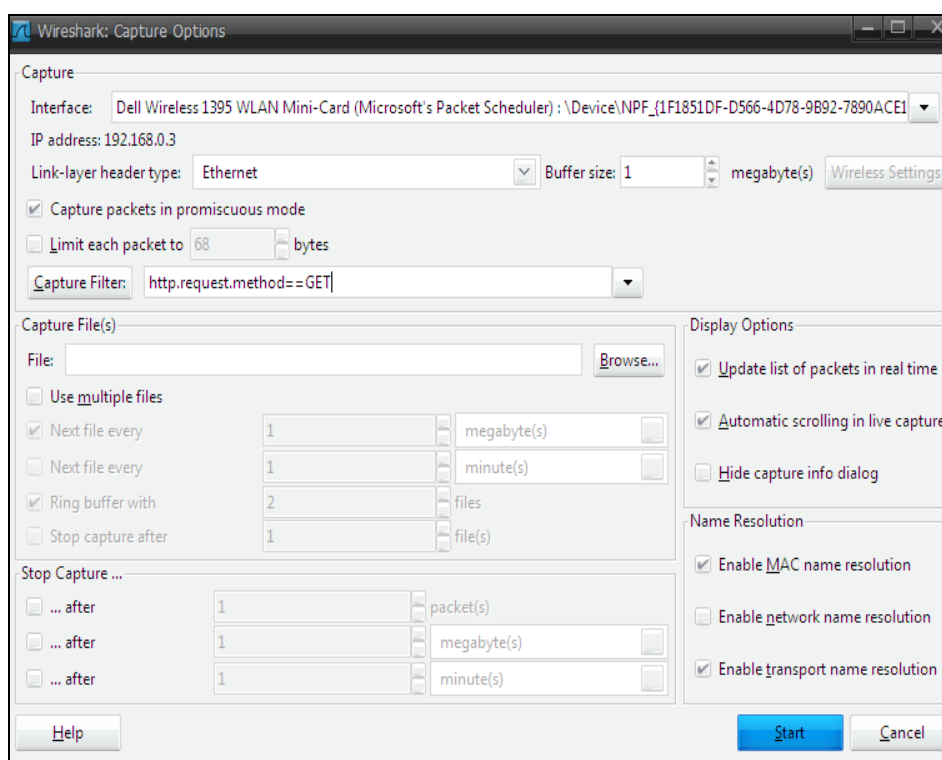 Wireshark: Capture Options
Capture
Interface: Dell Wireless 1395 WLAN Mini-Card (Microsoft's Packet Scheduler) : \Device\NPF_{1F1851DF-D566-4D78-9B92-7890ACE1
IP address: 192.168.0.3
Link-layer header type: Ethernet Buffer size: 1 megabyte(s) Wireless Settings
Capture packets in promiscuous mode
Limit each packet to 68 bytes
Capture Filter: http.request.method==GET
Capture File(s)
File: Browse...
Use multiple files
Next file every 1 megabyte(s)
Next file every 1 minute(s)
Ring buffer with 2 files
Stop capture after 1 file(s)
Stop Capture ...
... after 1 packet(s)
... after 1 megabyte(s)
... after 1 minute(s)
Display Options
Update list of packets in real time
Automatic scrolling in live capture
Hide capture info dialog
Name Resolution
Enable MAC name resolution
Enable network name resolution
Enable transport name resolution
Help Start Cancel